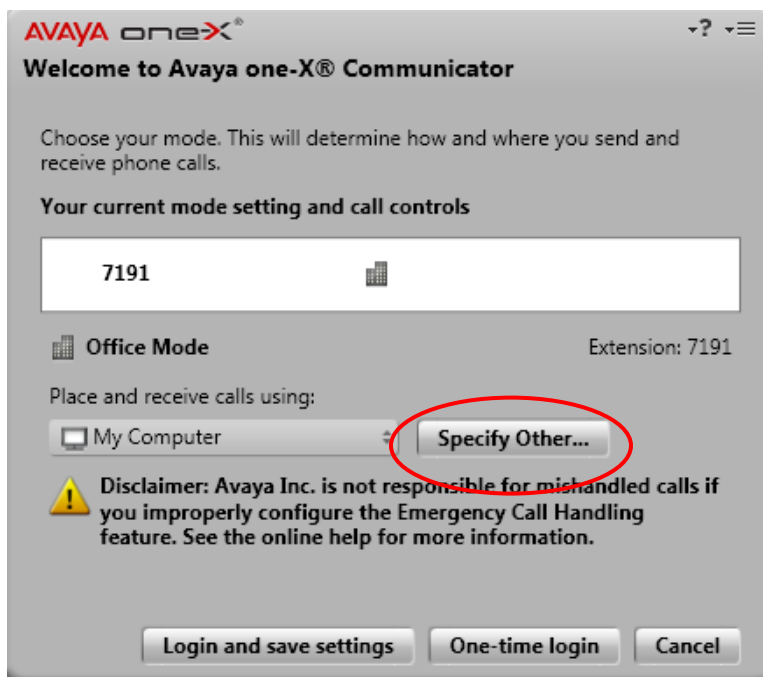 AVAYA one-X® ? 
Welcome to Avaya one-X® Communicator
Choose your mode. This will determine how and where you send and
receive phone calls.
Your current mode setting and call controls
7191
Office Mode Extension: 7191
Place and receive calls using:
My Computer Specify Other...
Disclaimer: Avaya Inc. is not responsible for mishandled calls if
you improperly configure the Emergency Call Handling
feature. See the online help for more information.
Login and save settings One-time login Cancel